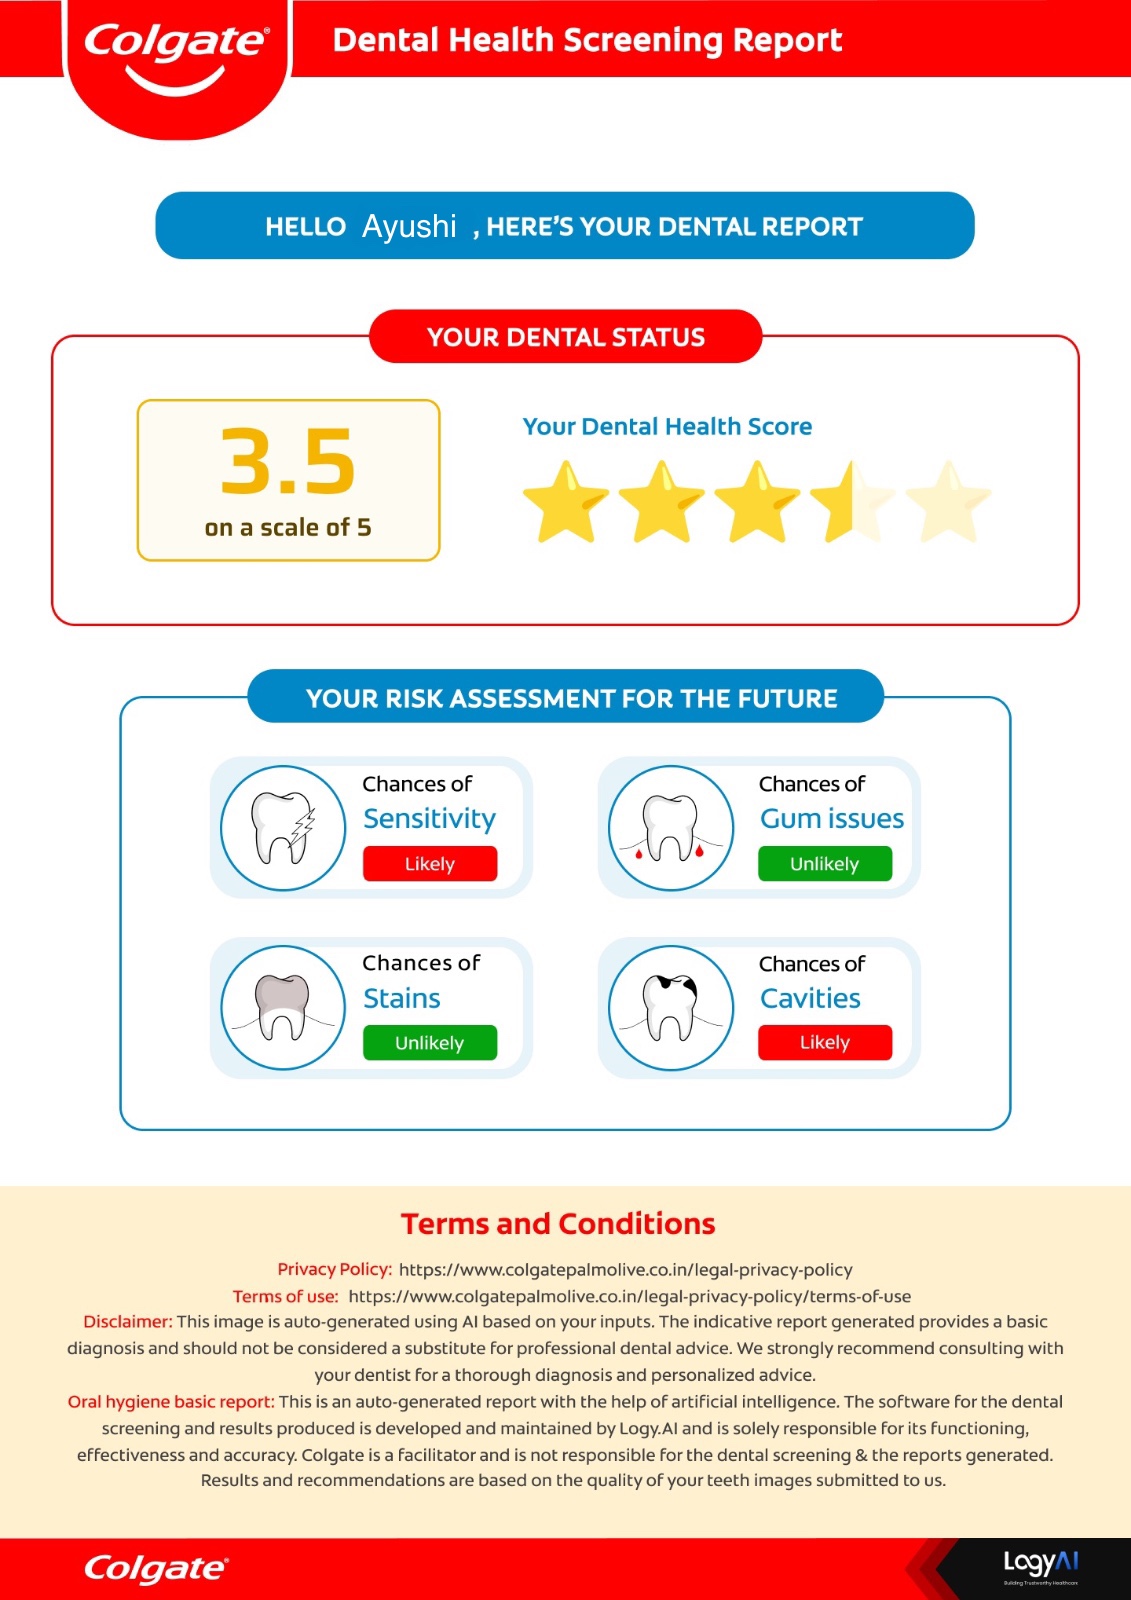 Colgate®
Dental Health Screening Report
HELLO Ayushi , HERE'S YOUR DENTAL REPORT
YOUR DENTAL STATUS
3.5
on a scale of 5
Your Dental Health Score
YOUR RISK ASSESSMENT FOR THE FUTURE
Chances of
Sensitivity
Likely
Chances of
Gum issues
Unlikely
Chances of
Stains
Unlikely
Chances of
Cavities
Likely
Terms and Conditions
Privacy Policy: https://www.colgatepalmolive.co.in/legal-privacy-policy
Terms of use: https://www.colgatepalmolive.co.in/legal-privacy-policy/terms-of-use
Disclaimer: This image is auto-generated using AI based on your inputs. The indicative report generated provides a basic
diagnosis and should not be considered a substitute for professional dental advice. We strongly recommend consulting with
your dentist for a thorough diagnosis and personalized advice.
Oral hygiene basic report: This is an auto-generated report with the help of artificial intelligence. The software for the dental
screening and results produced is developed and maintained by Logy.AI and is solely responsible for its functioning,
effectiveness and accuracy. Colgate is a facilitator and is not responsible for the dental screening & the reports generated.
Results and recommendations are based on the quality of your teeth images submitted to us.
Colgate®
LogyAI
Building Trustworthy Healthcare